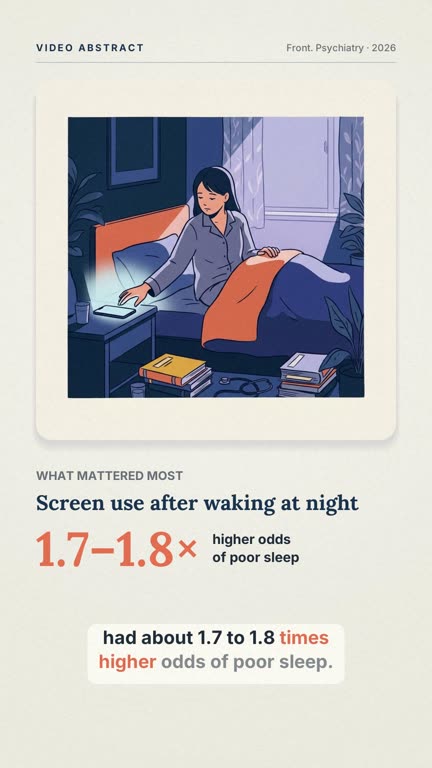 VIDEO ABSTRACT
Front. Psychiatry · 2026
WHAT MATTERED MOST
Screen use after waking at night
1.7–1.8×
higher odds
of poor sleep
had about 1.7 to 1.8 times
higher odds of poor sleep.